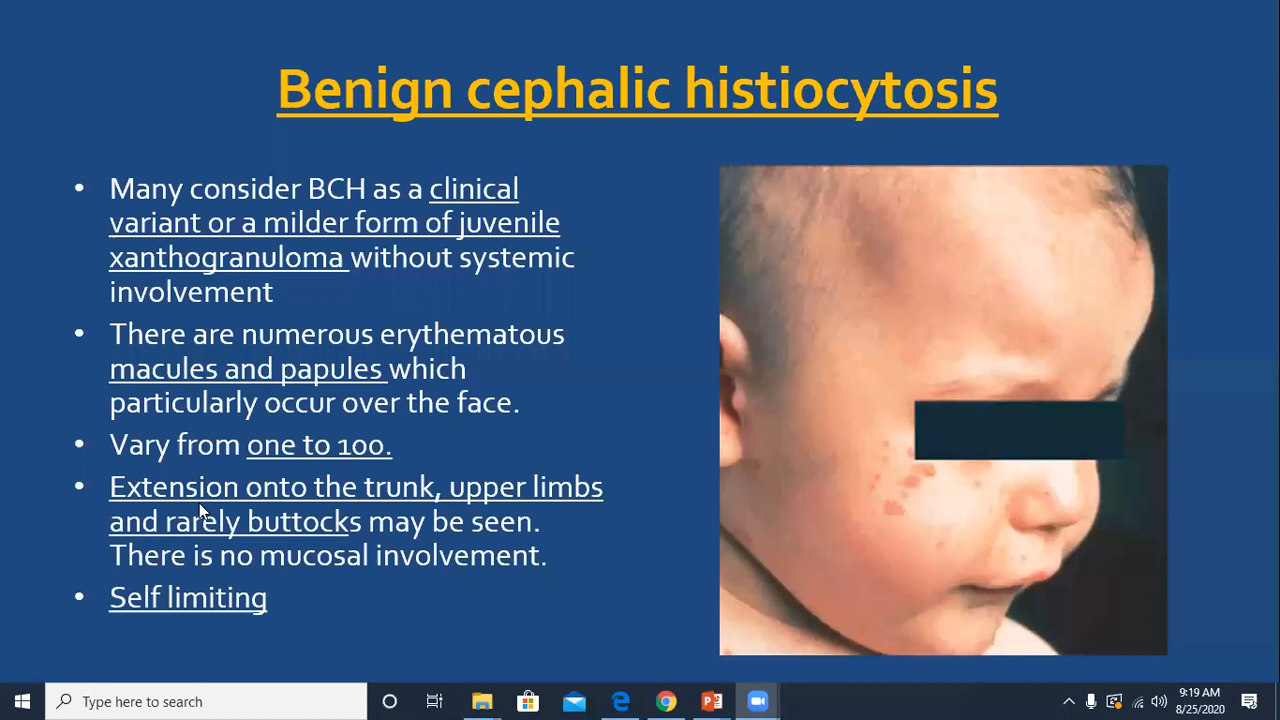 Benign cephalic histiocytosis
• Many consider BCH as a clinical
variant or a milder form of juvenile
xanthogranuloma without systemic
involvement
• There are numerous erythematous
macules and papules which
particularly occur over the face.
• Vary from one to 100.
• Extension onto the trunk, upper limbs
and rarely buttocks may be seen.
There is no mucosal involvement.
• Self limiting
Type here to search
9:19 AM
8/25/2020